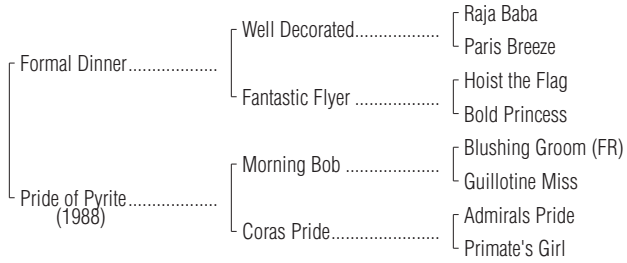 Raja Baba
Well Decorated....................
Paris Breeze
Formal Dinner.....................
Hoist the Flag
Fantastic Flyer ....................
Bold Princess
Blushing Groom (FR)
Morning Bob ......................
Guillotine Miss
Pride of Pyrite.....................
(1988)
Admirals Pride
Coras Pride.........................
Primate's Girl